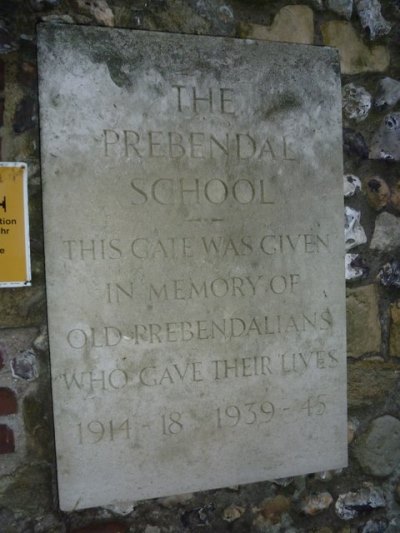 THE
PREBENDAL
SCHOOL
THIS GATE WAS GIVEN
IN MEMORY OF
OLD PREBENDALIANS
WHO GAVE THEIR LIVES
1914 - 18 1939 - 45